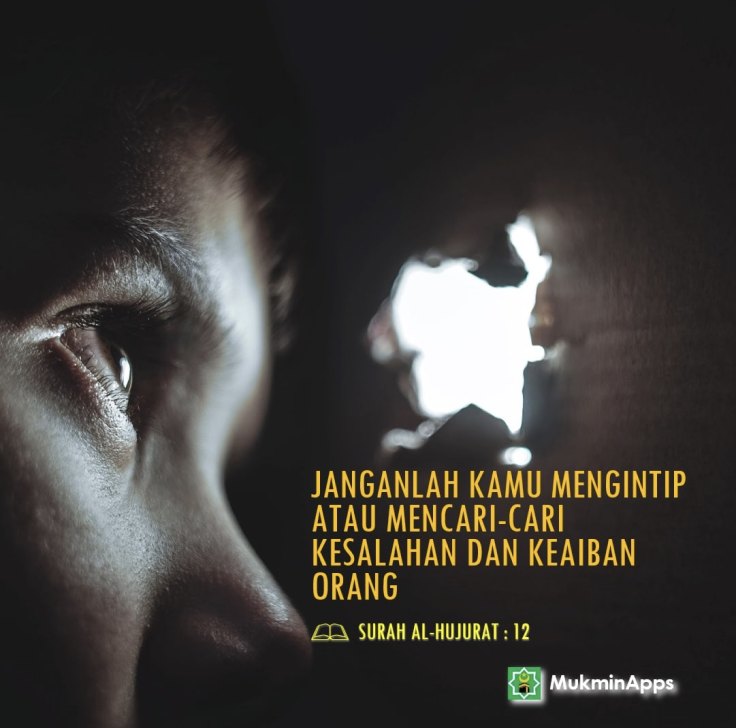 JANGANLAH KAMU MENGINTIP
ATAU MENCARI-CARI
KESALAHAN DAN KEAIBAN
ORANG
SURAH AL-HUJURAT : 12
MukminApps